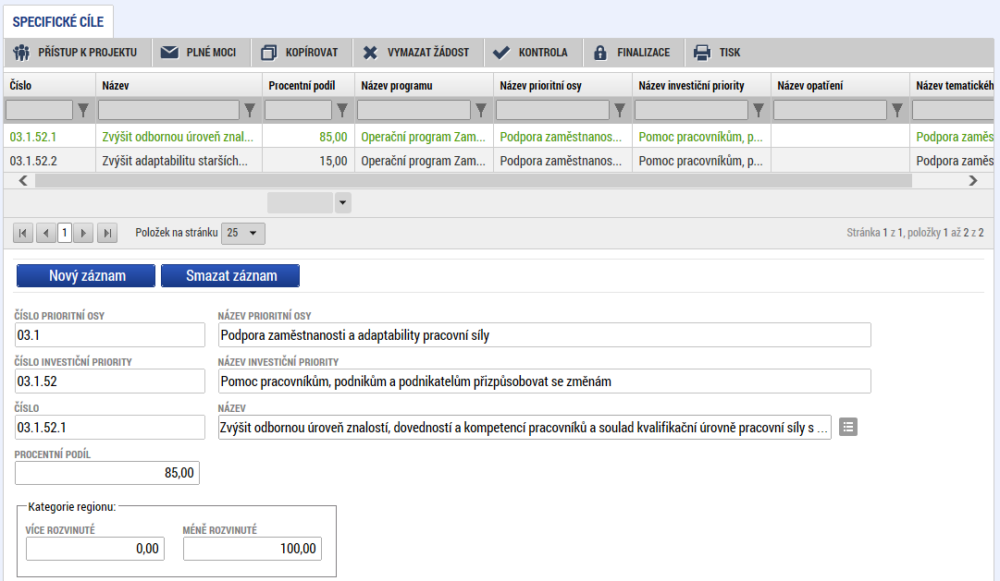 SPECIFICKÉ CÍLE
PŘÍSTUP K PROJEKTU PLNÉ MOCI KOPÍROVAT VYMAZAT ŽÁDOST KONTROLA FINALIZACE TISK
Číslo Název Procentní podíl Název programu Název prioritní osy Název investiční priority Název opatření Název tematickéh
03.1.52.1 Zvýšit odbornou úroveň znal... 85,00 Operační program Zam... Podpora zaměstnanos... Pomoc pracovníkům, p... Podpora zaměs
03.1.52.2 Zvýšit adaptabilitu starších... 15,00 Operační program Zam... Podpora zaměstnanos... Pomoc pracovníkům, p... Podpora zaměs
1 Položek na stránku 25 Stránka 1 z 1, položky 1 až 2 z 2
Nový záznam Smazat záznam
ČÍSLO PRIORITNÍ OSY NÁZEV PRIORITNÍ OSY
03.1 Podpora zaměstnanosti a adaptability pracovní síly
ČÍSLO INVESTIČNÍ PRIORITY NÁZEV INVESTIČNÍ PRIORITY
03.1.52 Pomoc pracovníkům, podnikům a podnikatelům přizpůsobovat se změnám
ČÍSLO NÁZEV
03.1.52.1 Zvýšit odbornou úroveň znalostí, dovedností a kompetencí pracovníků a soulad kvalifikační úrovně pracovní síly s ...
PROCENTNÍ PODÍL
85,00
Kategorie regionu:
VÍCE ROZVINUTÉ MÉNĚ ROZVINUTÉ
0,00 100,00